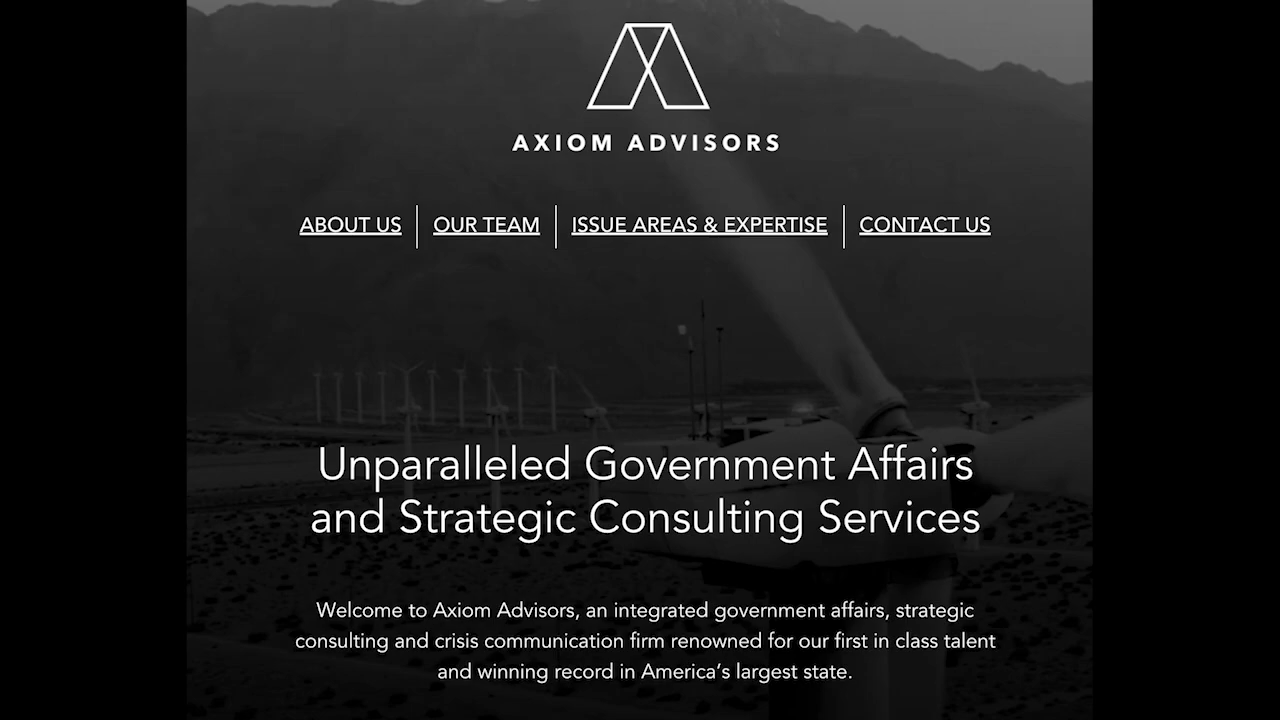 AXIOM ADVISORS
ABOUT US
OUR TEAM
ISSUE AREAS & EXPERTISE
CONTACT US
Unparalleled Government Affairs
and Strategic Consulting Services
Welcome to Axiom Advisors, an integrated government affairs, strategic
consulting and crisis communication firm renowned for our first in class talent
and winning record in America’s largest state.